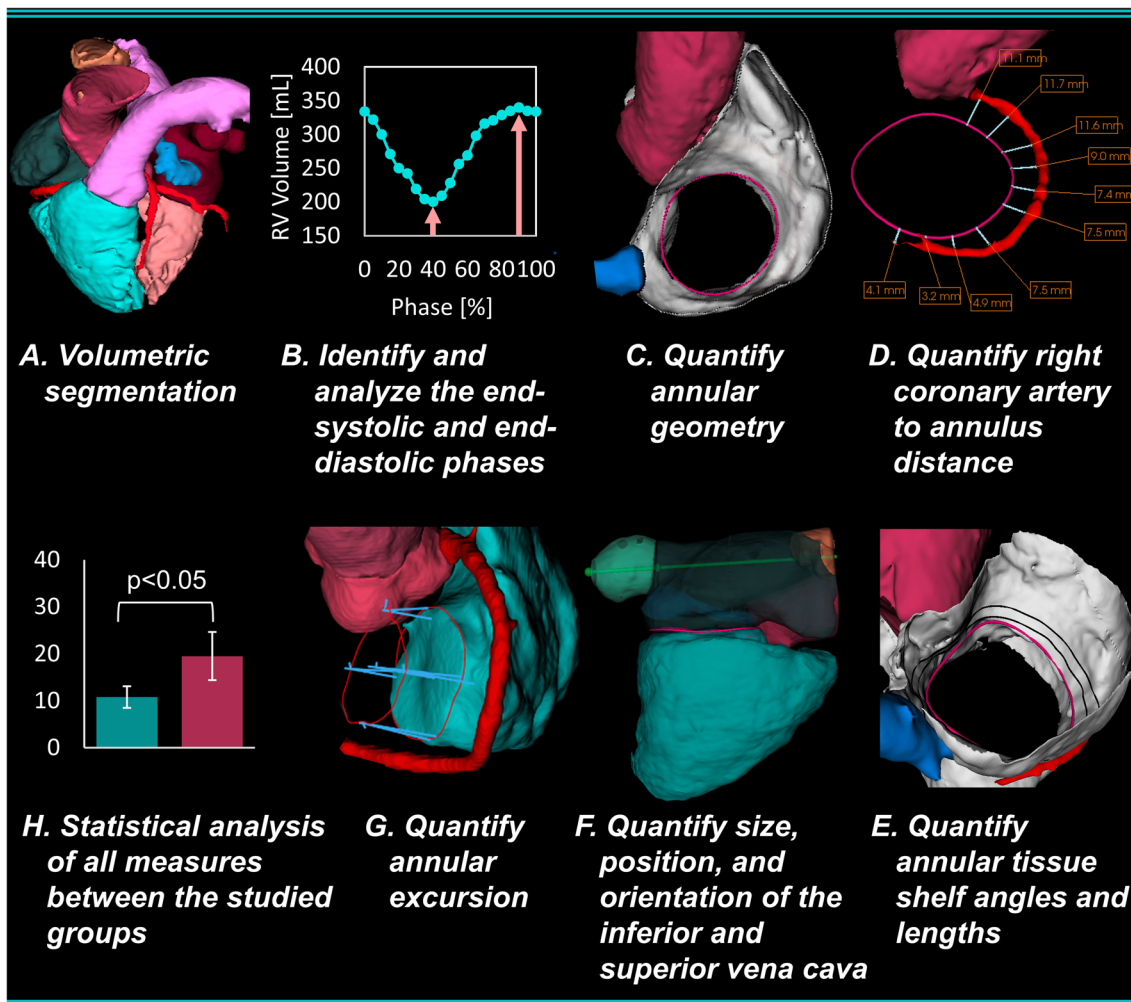 400
350
300
250
200
150
RV Volume [mL]
0 20 40 60 80 100
Phase [%]
11.1 mm
11.7 mm
11.6 mm
9.0 mm
7.4 mm
7.5 mm
7.5 mm
4.9 mm
3.2 mm
4.1 mm
A. Volumetric
segmentation
B. Identify and
analyze the end-
systolic and end-
diastolic phases
C. Quantify
annular
geometry
D. Quantify right
coronary artery
to annulus
distance
40
30
20
10
0
p<0.05
H. Statistical analysis
of all measures
between the studied
groups
G. Quantify
annular
excursion
F. Quantify size,
position, and
orientation of the
inferior and
superior vena cava
E. Quantify
annular tissue
shelf angles and
lengths